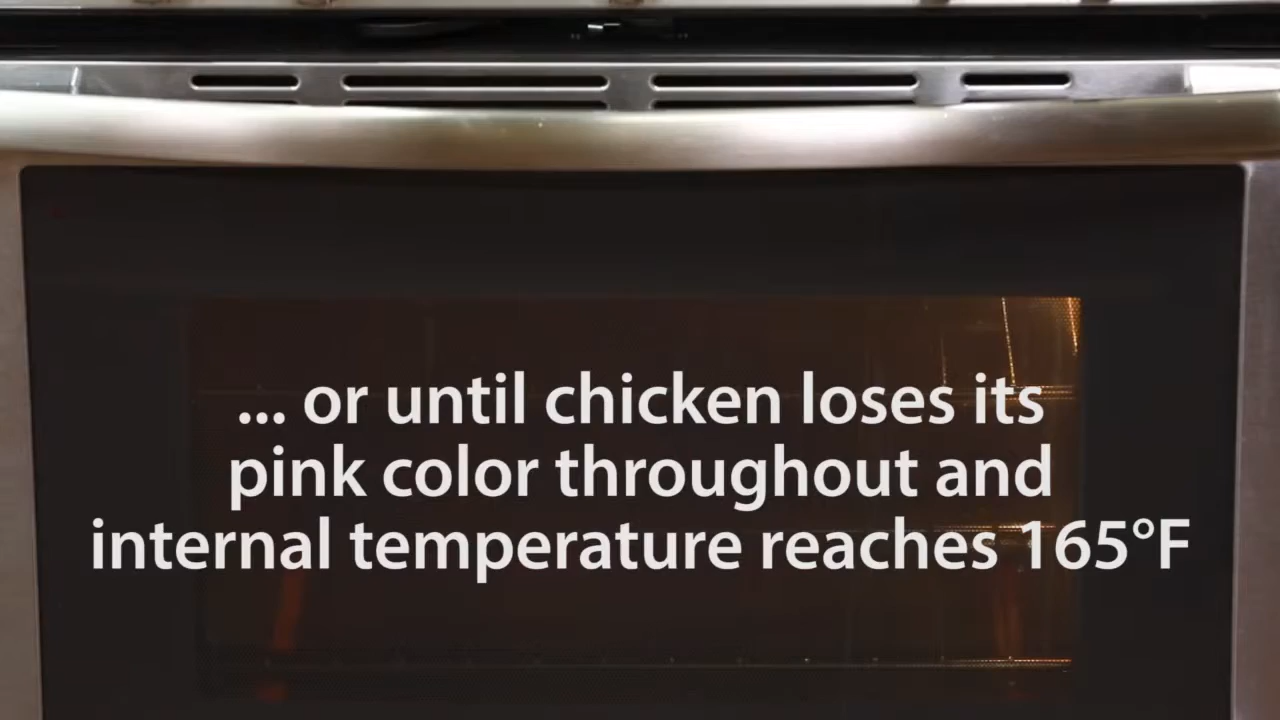 ... or until chicken loses its
pink color throughout and
internal temperature reaches 165°F